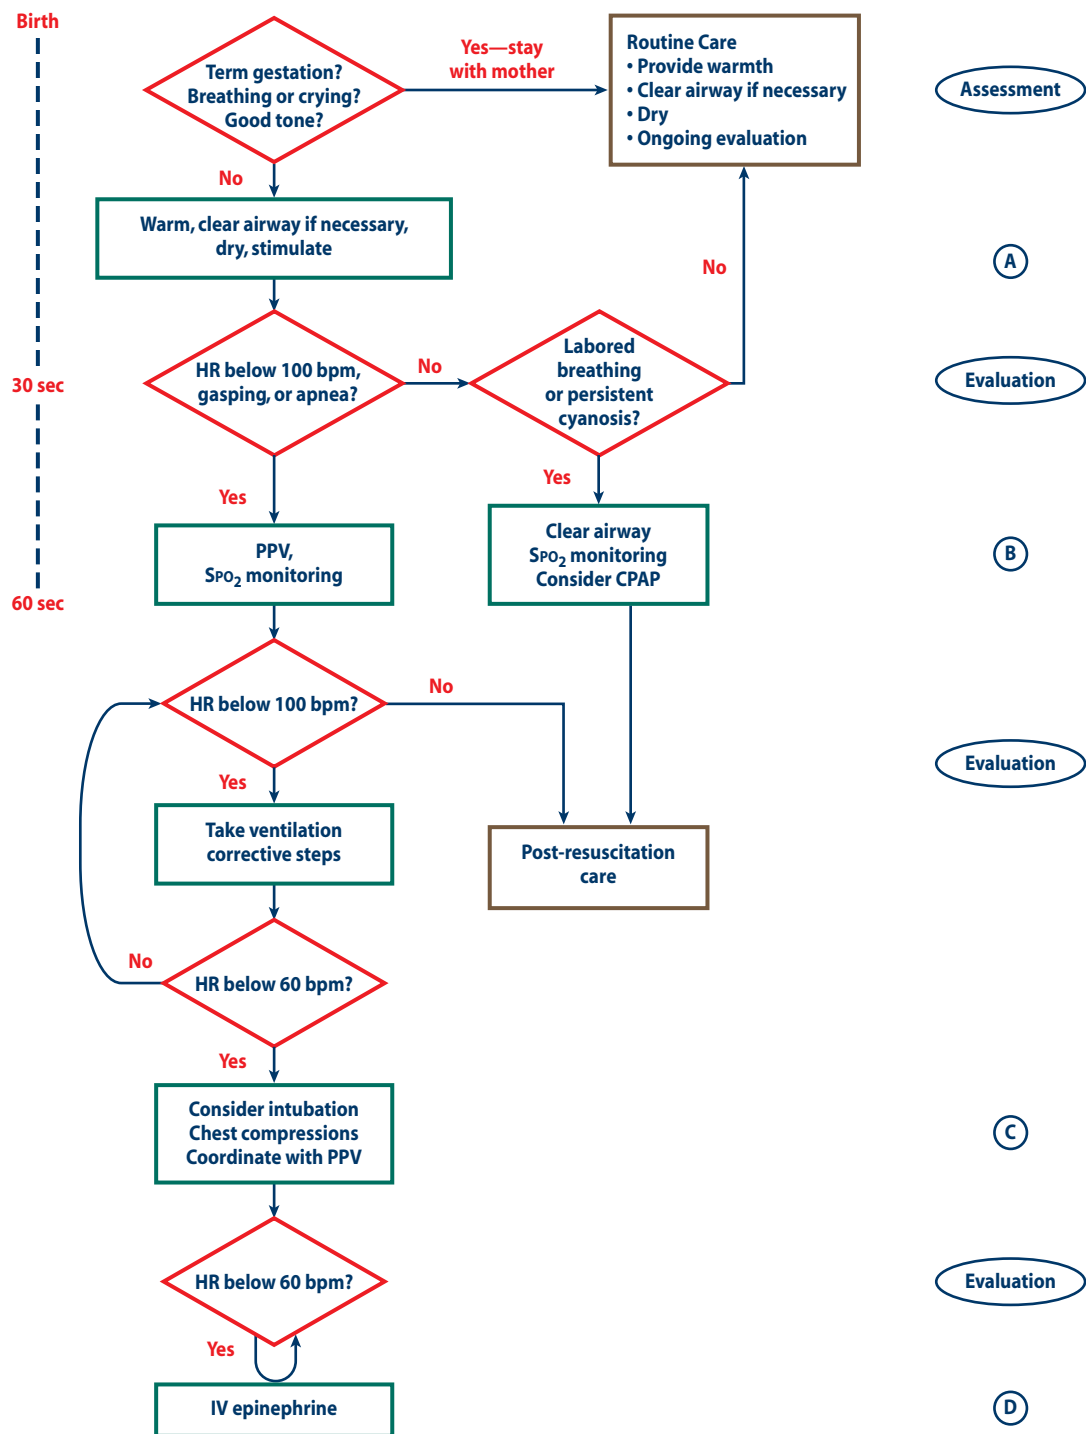 Birth
Term gestation?
Breathing or crying?
Good tone?
Yes—stay
with mother
Routine Care
• Provide warmth
• Clear airway if necessary
• Dry
• Ongoing evaluation
Assessment
No
Warm, clear airway if necessary,
dry, stimulate
No
A
30 sec
HR below 100 bpm,
gasping, or apnea?
No
Labored
breathing
or persistent
cyanosis?
Evaluation
Yes
Yes
PPV,
SPO2 monitoring
Clear airway
SPO2 monitoring
Consider CPAP
B
60 sec
HR below 100 bpm?
No
Evaluation
Yes
Take ventilation
corrective steps
Post-resuscitation
care
No
HR below 60 bpm?
Yes
Consider intubation
Chest compressions
Coordinate with PPV
C
HR below 60 bpm?
Evaluation
Yes
IV epinephrine
D